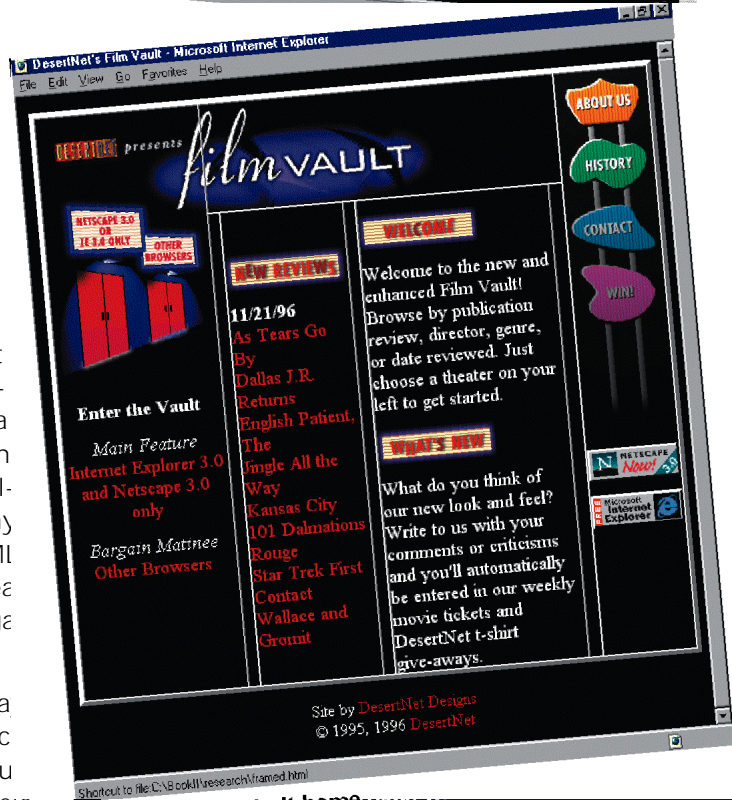 DesertNet's Film Vault - Microsoft Internet Explorer
File Edit View Go Favorites Help
DESERTNET presents
film VAULT
ABOUT US
HISTORY
CONTACT
WIN!
NETSCAPE 3.0
OR
IE 3.0 ONLY
OTHER
BROWSERS
Enter the Vault
Main Feature
Internet Explorer 3.0
and Netscape 3.0
only
Bargain Matinee
Other Browsers
NEW REVIEWS
11/21/96
As Tears Go
By
Dallas J.R.
Returns
English Patient,
The
Jingle All the
Way
Kansas City
101 Dalmations
Rouge
Star Trek First
Contact
Wallace and
Gromit
WELCOME
Welcome to the new and
enhanced Film Vault!
Browse by publication
review, director, genre,
or date reviewed. Just
choose a theater on your
left to get started.
WHAT'S NEW
What do you think of
our new look and feel?
Write to us with your
comments or criticisms
and you'll automatically
be entered in our weekly
movie tickets and
DesertNet t-shirt
give-aways.
N NETSCAPE
Now! 3.0
FREE Microsoft
Internet
Explorer
Site by DesertNet Designs
© 1995, 1996 DesertNet
Shortcut to file:C:\BookII\research\framed.html